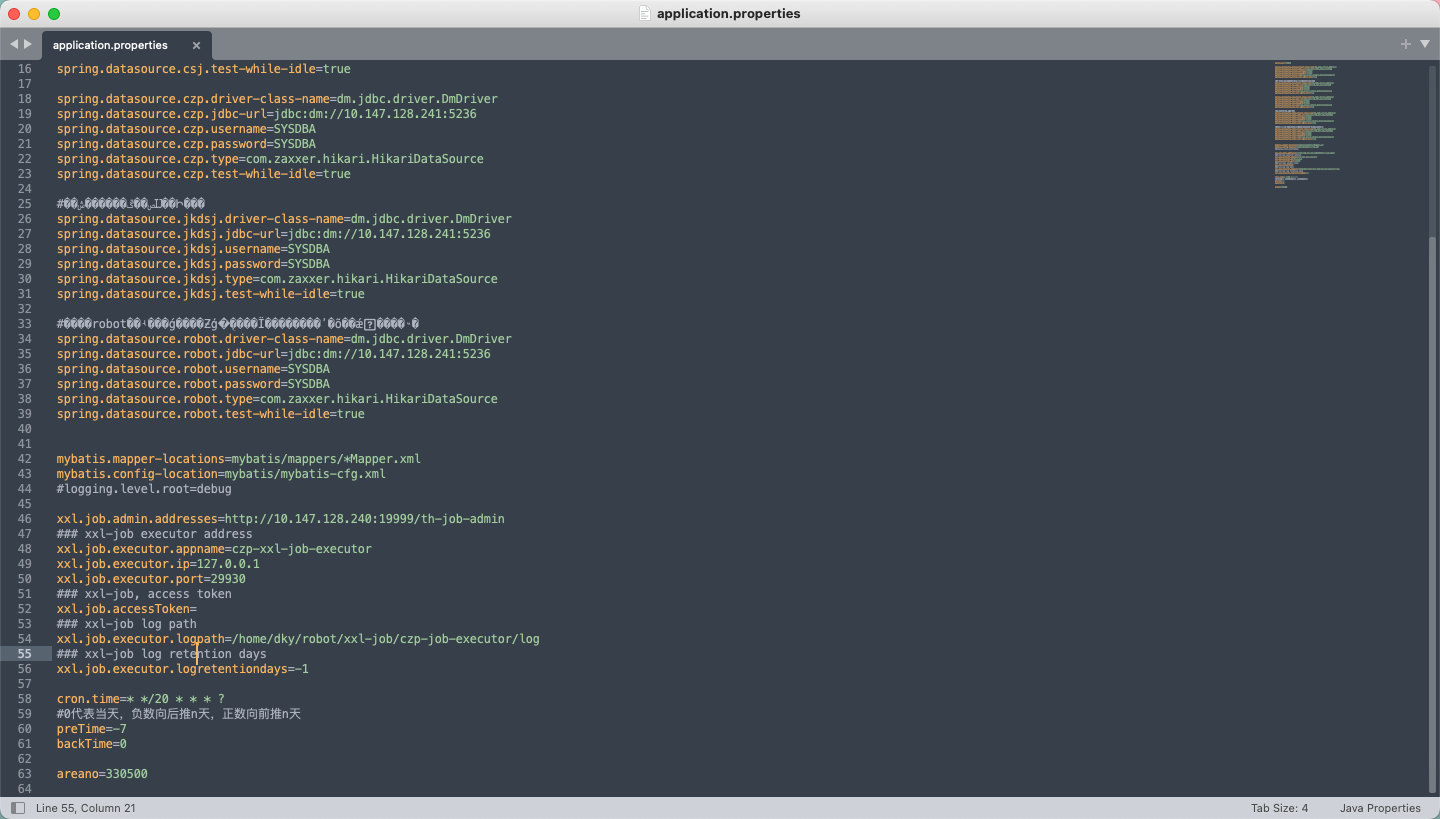 application.properties
application.properties
16 spring.datasource.csj.test-while-idle=true
17
18 spring.datasource.czp.driver-class-name=dm.jdbc.driver.DmDriver
19 spring.datasource.czp.jdbc-url=jdbc:dm://10.147.128.241:5236
20 spring.datasource.czp.username=SYSDBA
21 spring.datasource.czp.password=SYSDBA
22 spring.datasource.czp.type=com.zaxxer.hikari.HikariDataSource
23 spring.datasource.czp.test-while-idle=true
24
25 #
26 spring.datasource.jkdsj.driver-class-name=dm.jdbc.driver.DmDriver
27 spring.datasource.jkdsj.jdbc-url=jdbc:dm://10.147.128.241:5236
28 spring.datasource.jkdsj.username=SYSDBA
29 spring.datasource.jkdsj.password=SYSDBA
30 spring.datasource.jkdsj.type=com.zaxxer.hikari.HikariDataSource
31 spring.datasource.jkdsj.test-while-idle=true
32
33 #����robot
34 spring.datasource.robot.driver-class-name=dm.jdbc.driver.DmDriver
35 spring.datasource.robot.jdbc-url=jdbc:dm://10.147.128.241:5236
36 spring.datasource.robot.username=SYSDBA
37 spring.datasource.robot.password=SYSDBA
38 spring.datasource.robot.type=com.zaxxer.hikari.HikariDataSource
39 spring.datasource.robot.test-while-idle=true
40
41
42 mybatis.mapper-locations=mybatis/mappers/*Mapper.xml
43 mybatis.config-location=mybatis/mybatis-cfg.xml
44 #logging.level.root=debug
45
46 xxl.job.admin.addresses=http://10.147.128.240:19999/th-job-admin
47 ### xxl-job executor address
48 xxl.job.executor.appname=czp-xxl-job-executor
49 xxl.job.executor.ip=127.0.0.1
50 xxl.job.executor.port=29930
51 ### xxl-job, access token
52 xxl.job.accessToken=
53 ### xxl-job log path
54 xxl.job.executor.logpath=/home/dky/robot/xxl-job/czp-job-executor/log
55 ### xxl-job log retention days
56 xxl.job.executor.logretentiondays=-1
57
58 cron.time=* */20 * * * ?
59 #0代表当天，负数向后推n天，正数向前推n天
60 preTime=-7
61 backTime=0
62
63 areano=330500
64
Line 55, Column 21
Tab Size: 4
Java Properties